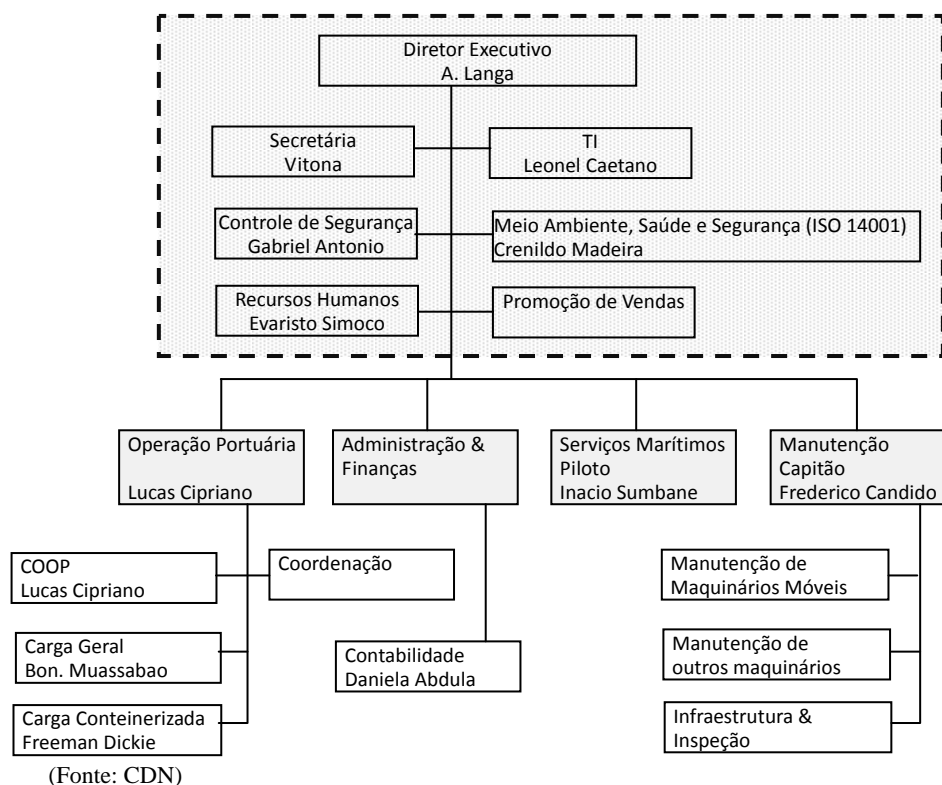 Diretor Executivo
A. Langa
Secretária
Vitona
TI
Leonel Caetano
Controle de Segurança
Gabriel Antonio
Meio Ambiente, Saúde e Segurança (ISO 14001)
Crenildo Madeira
Recursos Humanos
Evaristo Simoco
Promoção de Vendas
Operação Portuária
Lucas Cipriano
Administração &
Finanças
Serviços Marítimos
Piloto
Inacio Sumbane
Manutenção
Capitão
Frederico Candido
COOP
Lucas Cipriano
Coordenação
Manutenção de
Maquinários Móveis
Carga Geral
Bon. Muassabao
Contabilidade
Daniela Abdula
Manutenção de
outros maquinários
Carga Conteinerizada
Freeman Dickie
Infraestrutura &
Inspeção
(Fonte: CDN)